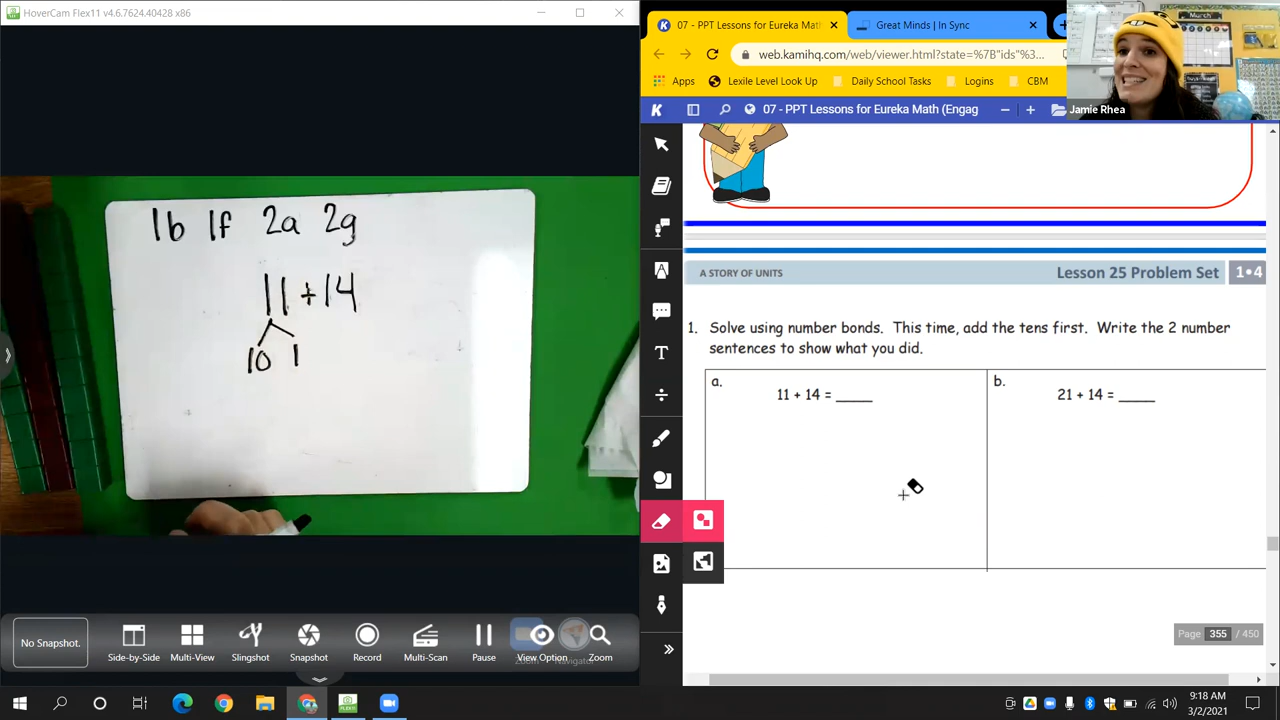 HoverCam Flex11 v4.6.7624.40428 x86
1b 1f 2a 2g
11 + 14
10 1
No Snapshot.
Side-by-Side
Multi-View
Slingshot
Snapshot
Record
Multi-Scan
Pause
View Option
Zoom
07 - PPT Lessons for Eureka Math
Great Minds | In Sync
web.kamihq.com/web/viewer.html?state=%7B"ids"%3...
Apps
Lexile Level Look Up
Daily School Tasks
Logins
CBM
March
Jamie Rhea
K
07 - PPT Lessons for Eureka Math (Engag
A STORY OF UNITS
Lesson 25 Problem Set
1•4
1. Solve using number bonds. This time, add the tens first. Write the 2 number
sentences to show what you did.
a.
11 + 14 = ____
b.
21 + 14 = ____
Page 355 / 450
9:18 AM
3/2/2021